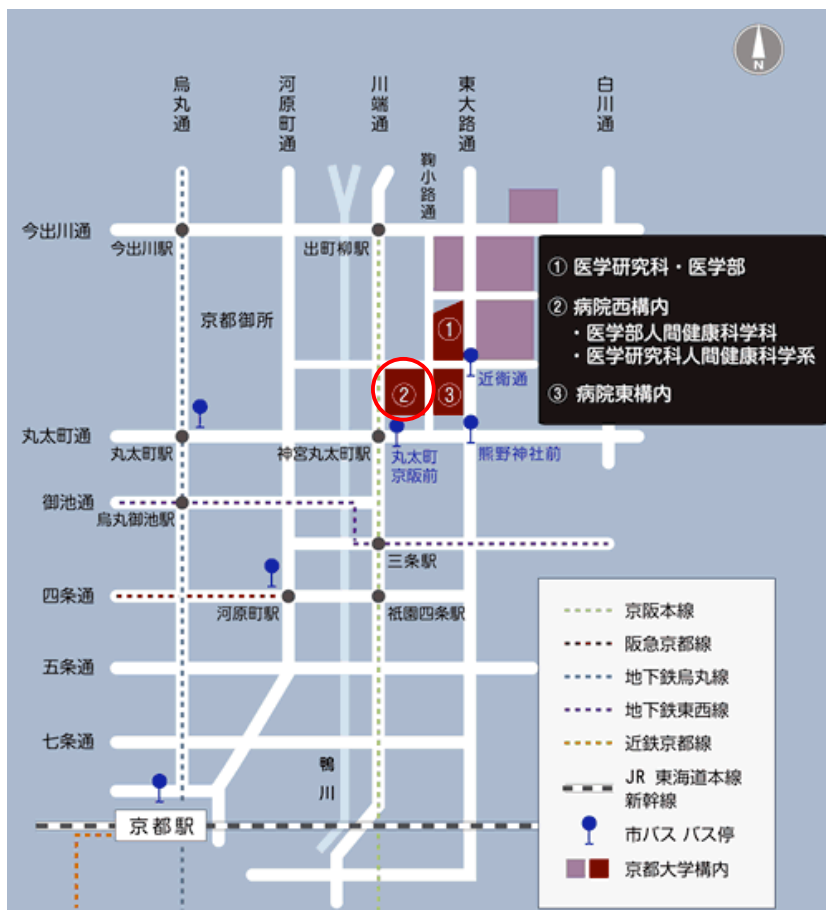 N
烏丸通
河原町通
川端通
東大路通
白川通
鞠小路通
今出川通
今出川駅
出町柳駅
京都御所
① 医学研究科・医学部
② 病院西構内
・医学部人間健康科学科
・医学研究科人間健康科学系
③ 病院東構内
①
②
③
近衛通
丸太町通
丸太町駅
神宮丸太町駅
丸太町
京阪前
熊野神社前
御池通
烏丸御池駅
三条駅
四条通
河原町駅
祇園四条駅
五条通
七条通
鴨川
京都駅
京阪本線
阪急京都線
地下鉄烏丸線
地下鉄東西線
近鉄京都線
JR 東海道本線
新幹線
市バス バス停
京都大学構内